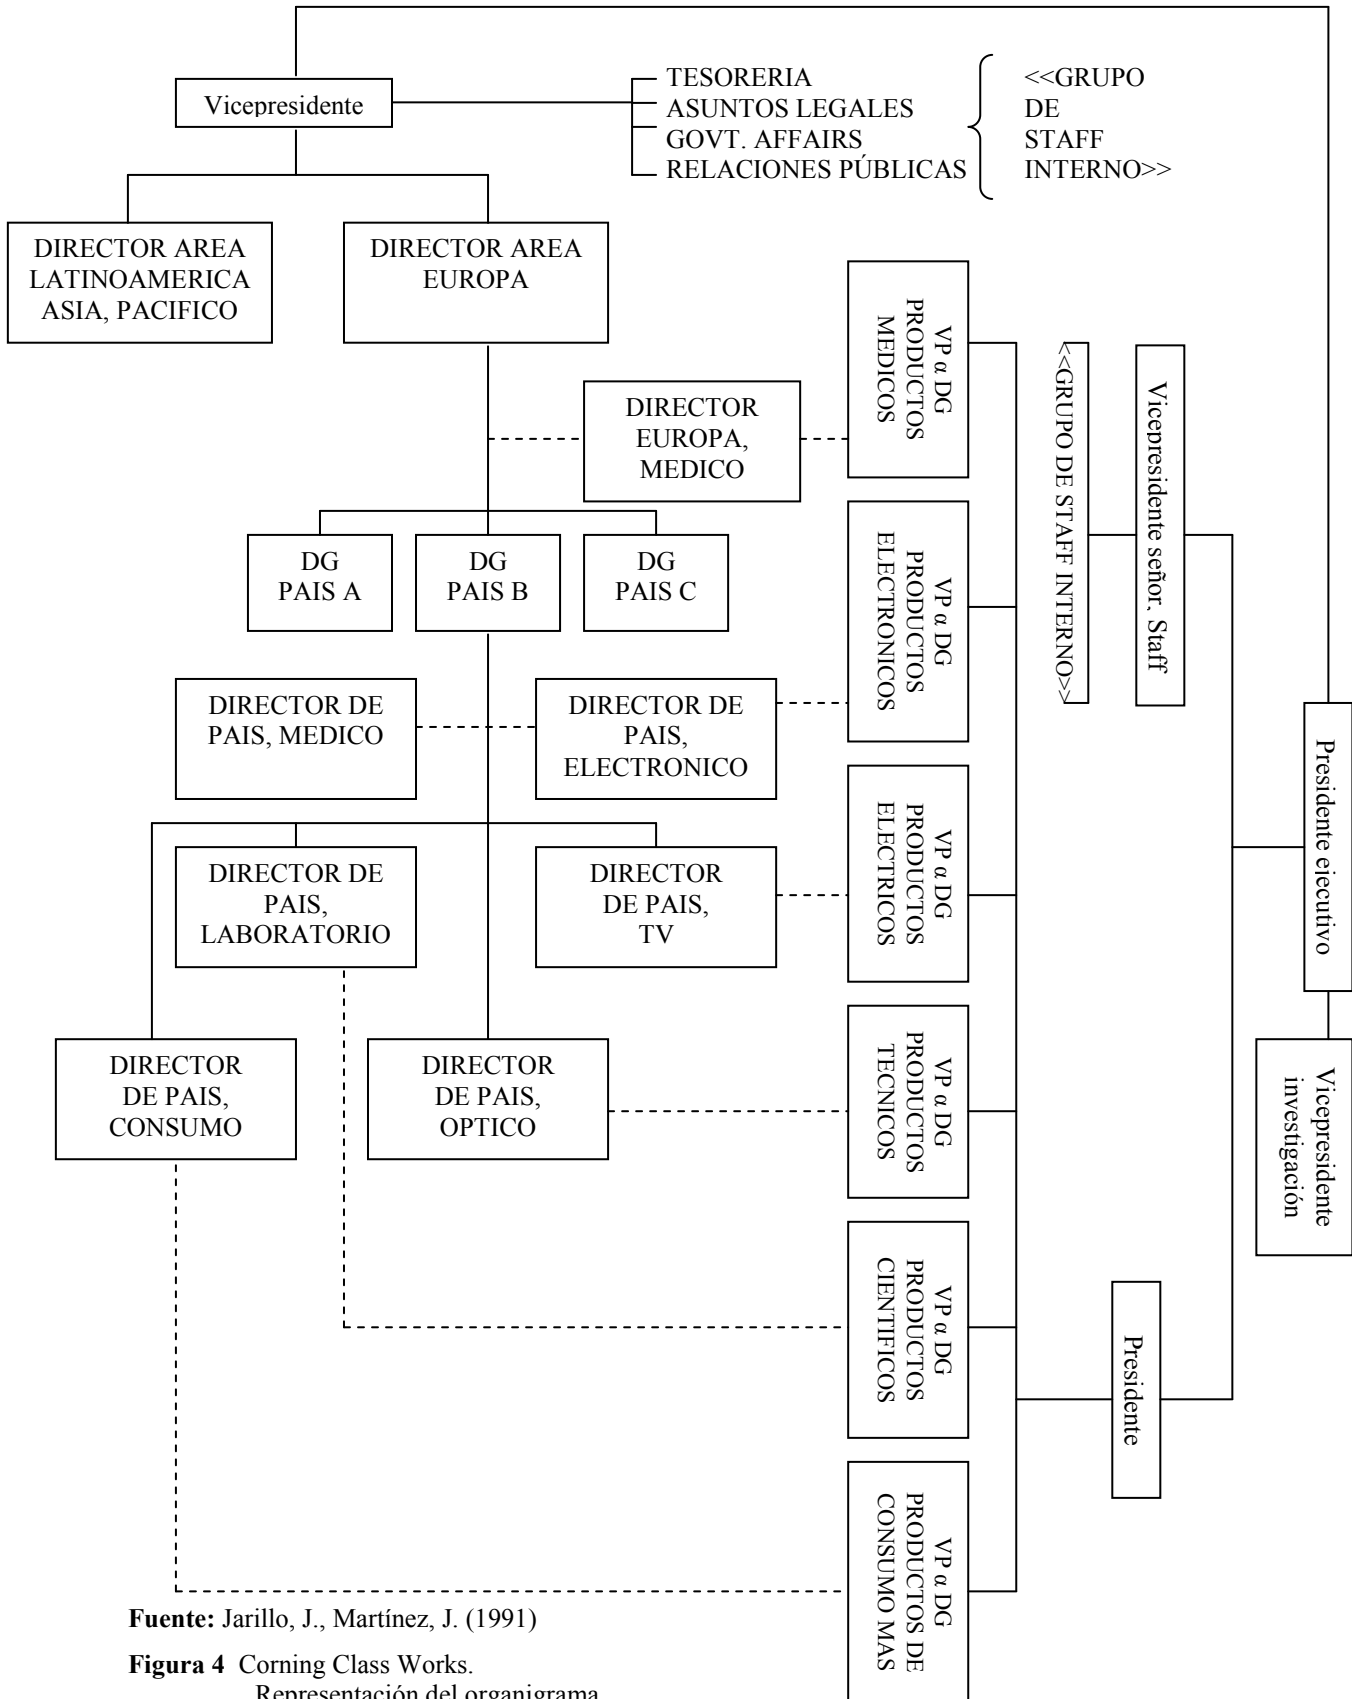 Vicepresidente
TESORERIA
ASUNTOS LEGALES
GOVT. AFFAIRS
RELACIONES PÚBLICAS
<<GRUPO
DE
STAFF
INTERNO>>
DIRECTOR AREA
LATINOAMERICA
ASIA, PACIFICO
DIRECTOR AREA
EUROPA
DIRECTOR
EUROPA,
MEDICO
DG
PAIS A
DG
PAIS B
DG
PAIS C
DIRECTOR DE
PAIS, MEDICO
DIRECTOR DE
PAIS,
ELECTRONICO
DIRECTOR DE
PAIS,
LABORATORIO
DIRECTOR
DE PAIS,
TV
DIRECTOR
DE PAIS,
CONSUMO
DIRECTOR
DE PAIS,
OPTICO
VP α DG
PRODUCTOS
MEDICOS
VP α DG
PRODUCTOS
ELECTRONICOS
VP α DG
PRODUCTOS
ELECTRICOS
VP α DG
PRODUCTOS
TECNICOS
VP α DG
PRODUCTOS
CIENTIFICOS
VP α DG
PRODUCTOS DE
CONSUMO MAS
<<GRUPO DE STAFF INTERNO>>
Vicepresidente señor. Staff
Presidente
Presidente ejecutivo
Vicepresidente
investigación
Fuente: Jarillo, J., Martínez, J. (1991)
Figura 4 Corning Class Works.
Representación del organigrama